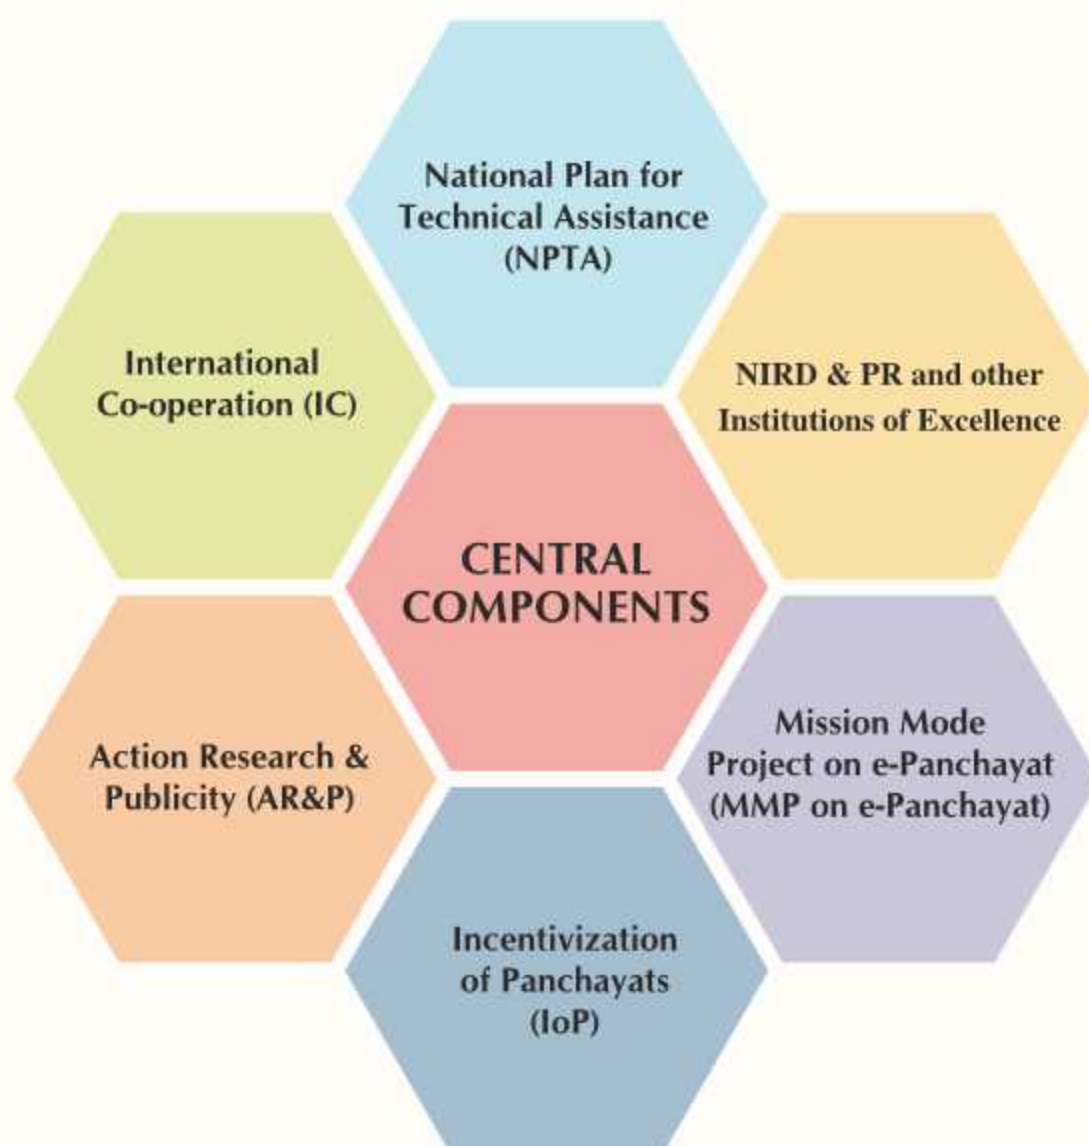 National Plan for
Technical Assistance
(NPTA)
International
Co-operation (IC)
NIRD & PR and other
Institutions of Excellence
CENTRAL
COMPONENTS
Action Research &
Publicity (AR&P)
Mission Mode
Project on e-Panchayat
(MMP on e-Panchayat)
Incentivization
of Panchayats
(IoP)